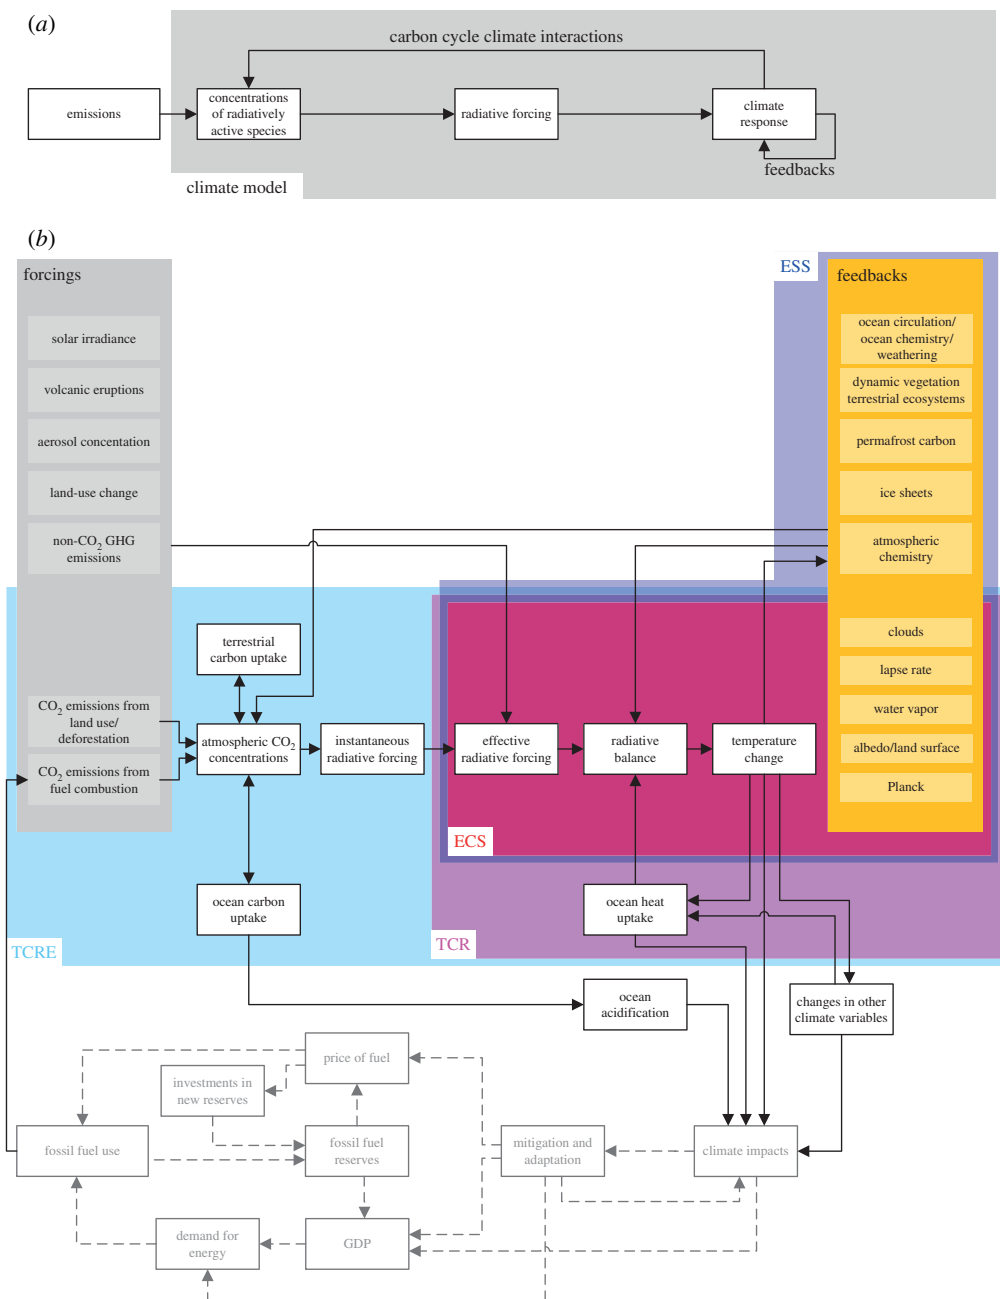 (a)
carbon cycle climate interactions
emissions
concentrations
of radiatively
active species
radiative forcing
climate
response
feedbacks
climate model
(b)
forcings
ESS
feedbacks
solar irradiance
volcanic eruptions
aerosol concentation
land-use change
non-CO2 GHG
emissions
ocean circulation/
ocean chemistry/
weathering
dynamic vegetation
terrestrial ecosystems
permafrost carbon
ice sheets
atmospheric
chemistry
clouds
lapse rate
water vapor
albedo/land surface
Planck
terrestrial
carbon uptake
CO2 emissions from
land use/
deforestation
CO2 emissions from
fuel combustion
atmospheric CO2
concentrations
instantaneous
radiative forcing
effective
radiative forcing
radiative
balance
temperature
change
ECS
ocean carbon
uptake
ocean heat
uptake
TCRE
TCR
ocean
acidification
changes in other
climate variables
price of fuel
investments in
new reserves
fossil fuel use
fossil fuel
reserves
mitigation and
adaptation
climate impacts
demand for
energy
GDP